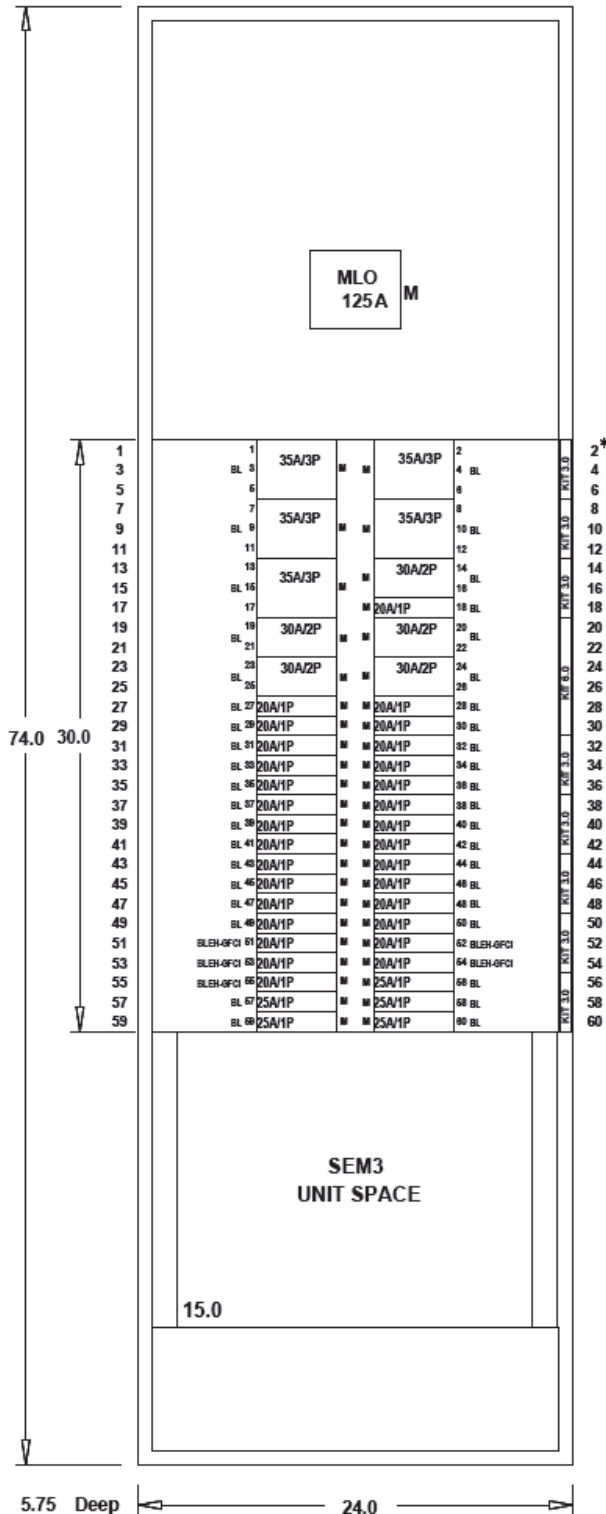 MLO
125A M
1 1 35A/3P 35A/3P 2 2*
3 BL 3 M M 4 BL 4
5 5 6 6
KIT 3.0
7 7 35A/3P 35A/3P 8 8
9 BL 9 M M 10 BL 10
11 11 12 12
KIT 3.0
13 13 35A/3P 30A/2P 14 14
15 BL 15 M M BL 16 16
17 17 M 20A/1P 18 BL 18
KIT 3.0
19 19 30A/2P 30A/2P 20 20
21 BL 21 M M BL 22 22
23 23 30A/2P 30A/2P 24 24
25 BL 25 M M BL 26 26
27 BL 27 20A/1P M M 20A/1P 28 BL 28
29 BL 29 20A/1P M M 20A/1P 30 BL 30
KIT 6.0
31 BL 31 20A/1P M M 20A/1P 32 BL 32
33 BL 33 20A/1P M M 20A/1P 34 BL 34
35 BL 35 20A/1P M M 20A/1P 36 BL 36
KIT 3.0
37 BL 37 20A/1P M M 20A/1P 38 BL 38
39 BL 39 20A/1P M M 20A/1P 40 BL 40
41 BL 41 20A/1P M M 20A/1P 42 BL 42
KIT 3.0
43 BL 43 20A/1P M M 20A/1P 44 BL 44
45 BL 45 20A/1P M M 20A/1P 46 BL 46
47 BL 47 20A/1P M M 20A/1P 48 BL 48
KIT 3.0
49 BL 49 20A/1P M M 20A/1P 50 BL 50
51 BLEH-GFCI 51 20A/1P M M 20A/1P 52 BLEH-GFCI 52
53 BLEH-GFCI 53 20A/1P M M 20A/1P 54 BLEH-GFCI 54
KIT 3.0
55 BLEH-GFCI 55 20A/1P M M 25A/1P 56 BL 56
57 BL 57 25A/1P M M 25A/1P 58 BL 58
59 BL 59 25A/1P M M 25A/1P 60 BL 60
KIT 3.0
74.0 30.0
SEM3
UNIT SPACE
15.0
5.75 Deep 24.0